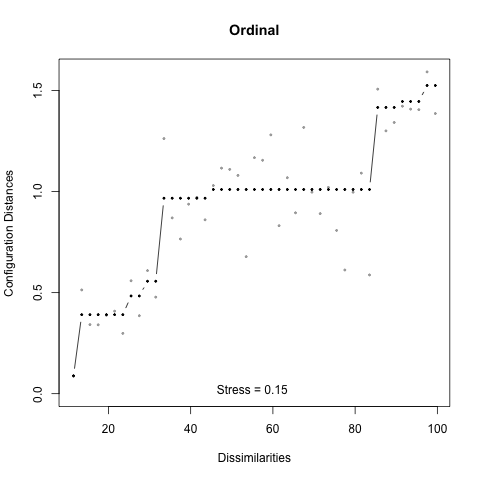 Ordinal
Configuration Distances
1.5
1.0
0.5
0.0
Stress = 0.15
20 40 60 80 100
Dissimilarities